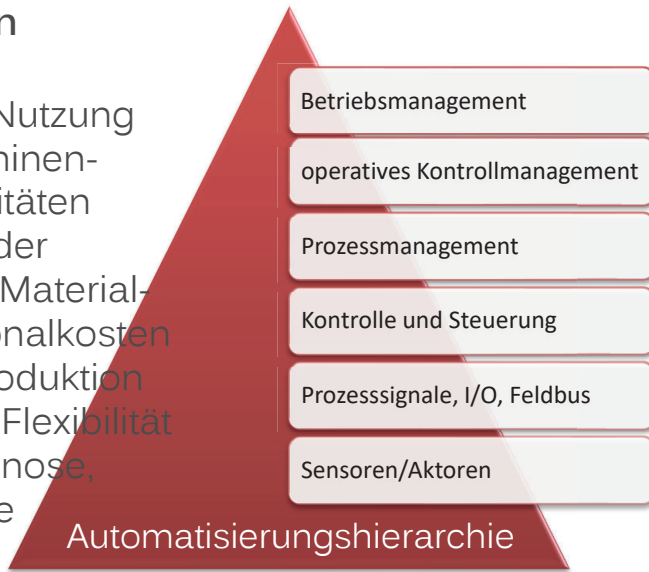 n
Nutzung
inen-
itäten
der
Material-
nalkosten
oduktion
Flexibilität
nose,
e
Betriebsmanagement
operatives Kontrollmanagement
Prozessmanagement
Kontrolle und Steuerung
Prozesssignale, I/O, Feldbus
Sensoren/Aktoren
Automatisierungshierarchie